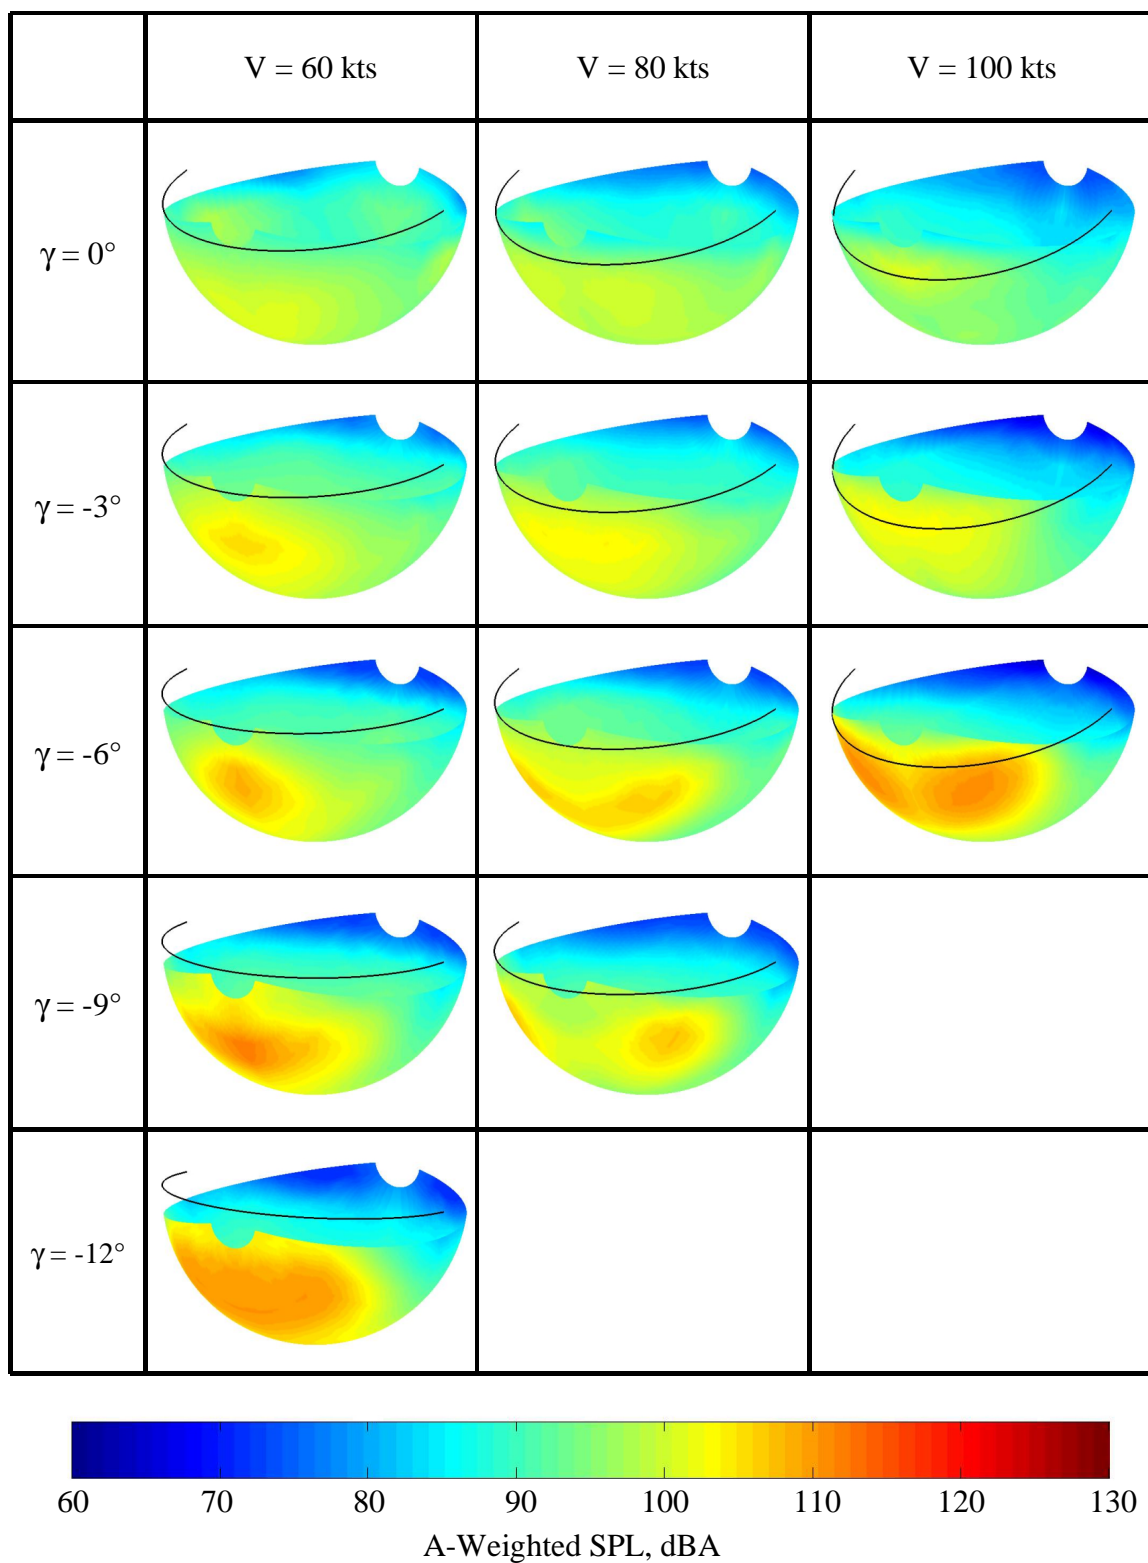 V = 60 kts
V = 80 kts
V = 100 kts
γ = 0°
γ = -3°
γ = -6°
γ = -9°
γ = -12°
60 70 80 90 100 110 120 130
A-Weighted SPL, dBA